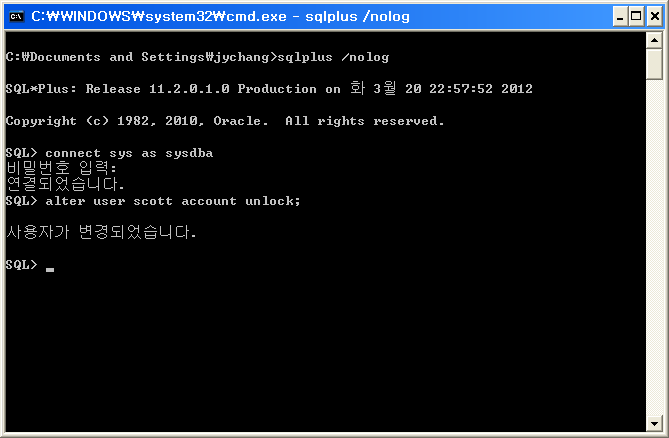 C:₩WINDOWS₩system32₩cmd.exe - sqlplus /nolog
C:₩Documents and Settings₩jychang>sqlplus /nolog
SQL*Plus: Release 11.2.0.1.0 Production on 화 3월 20 22:57:52 2012
Copyright (c) 1982, 2010, Oracle.  All rights reserved.
SQL> connect sys as sysdba
비밀번호 입력:
연결되었습니다.
SQL> alter user scott account unlock;
사용자가 변경되었습니다.
SQL> _